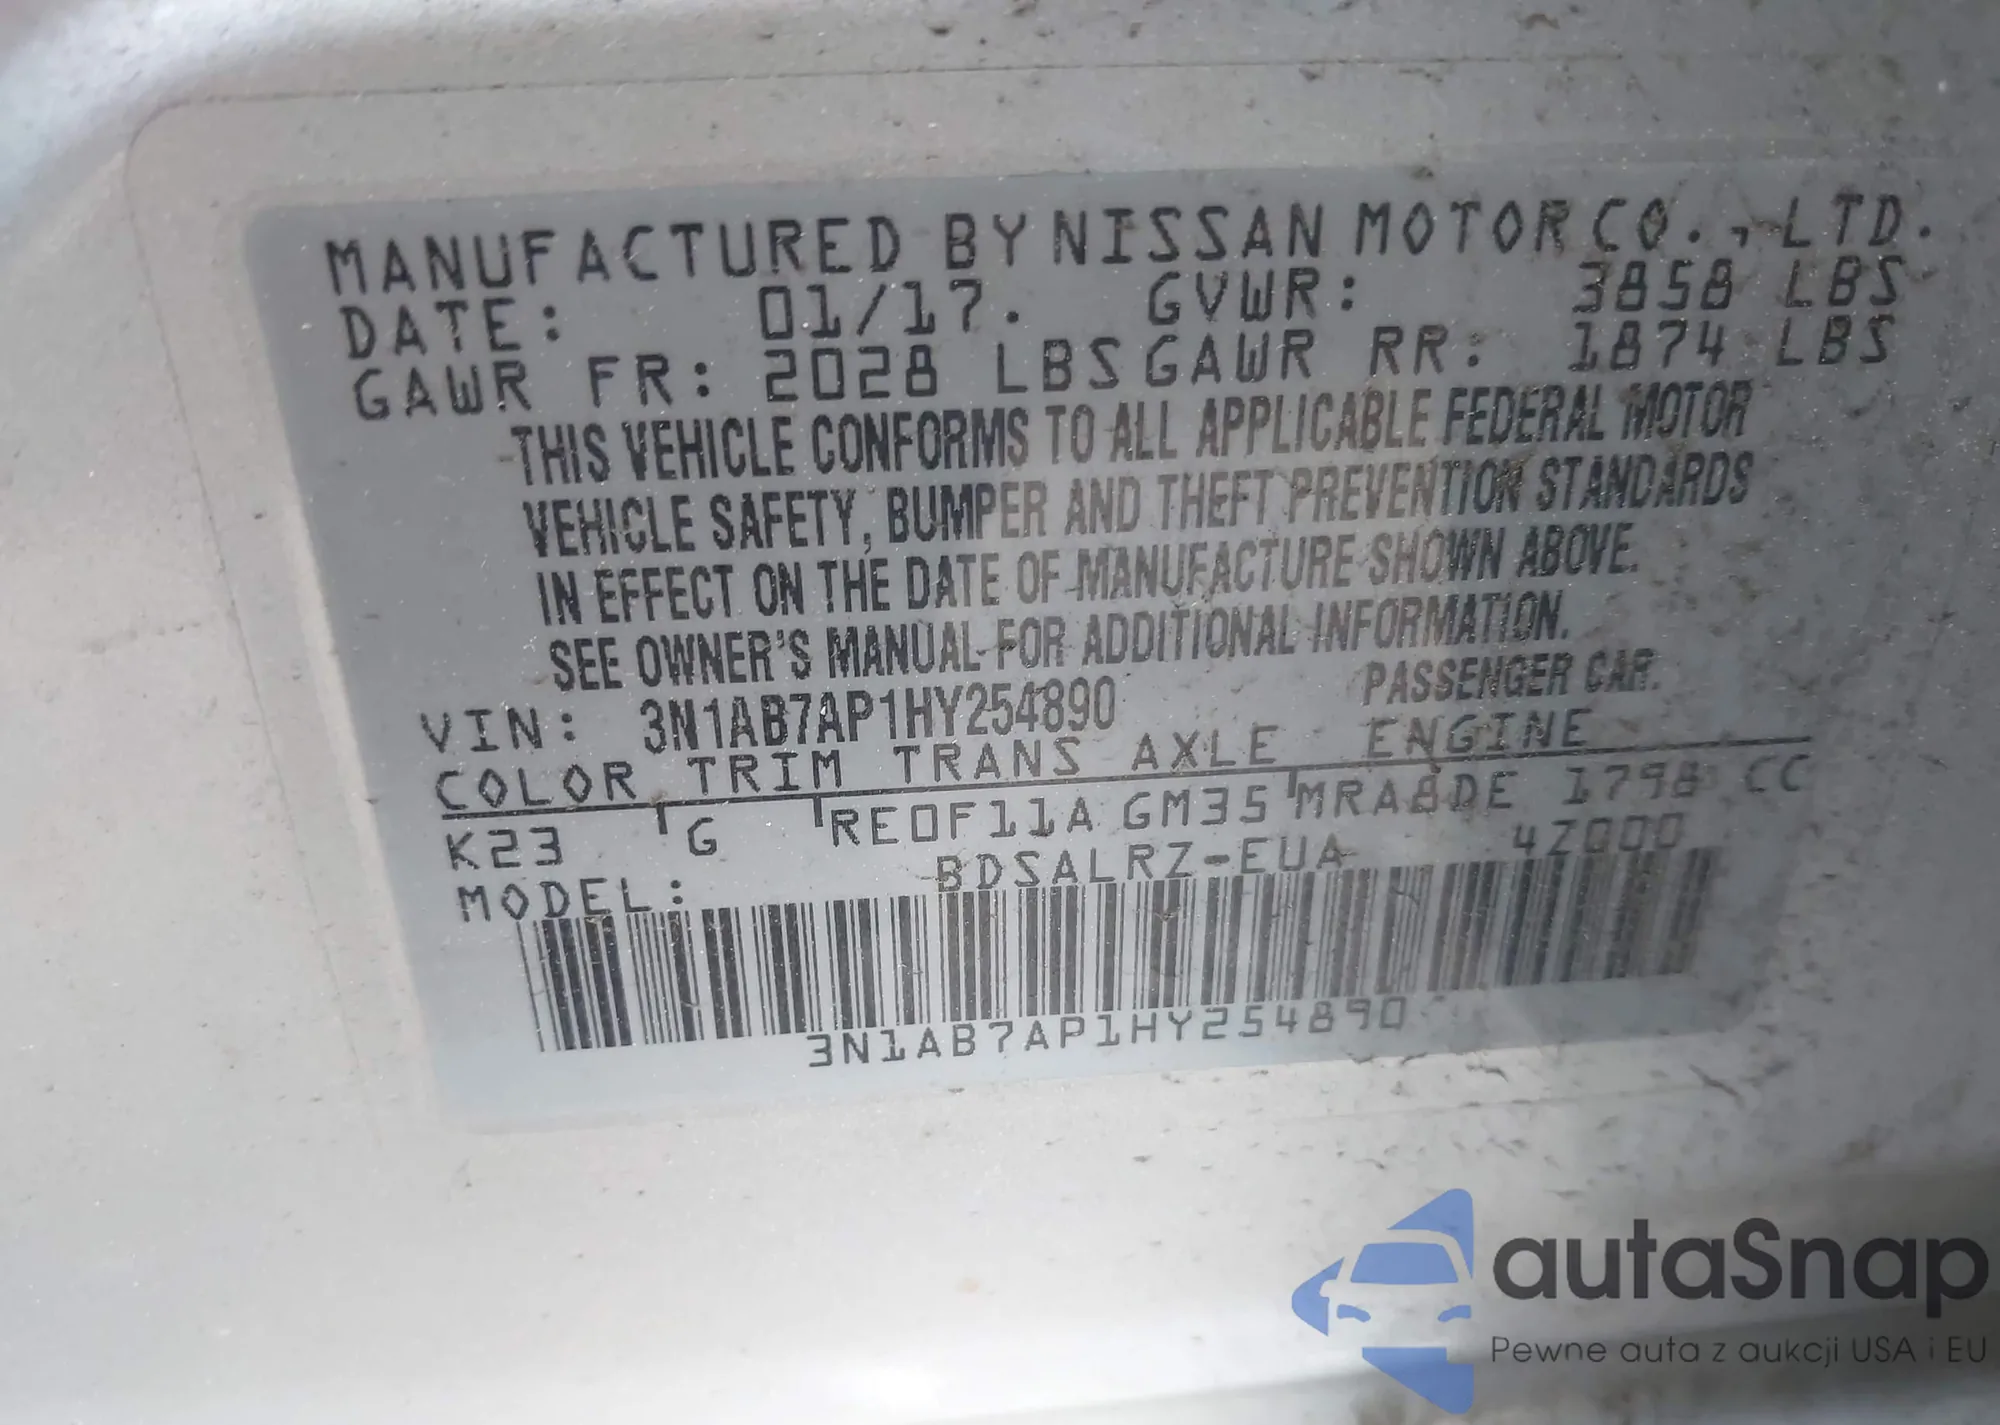 MANUFACTURED BY NISSAN MOTOR CO., LTD.
DATE: 01/17. GVWR: 3858 LBS
GAWR FR: 2028 LBS GAWR RR: 1874 LBS
THIS VEHICLE CONFORMS TO ALL APPLICABLE FEDERAL MOTOR
VEHICLE SAFETY, BUMPER AND THEFT PREVENTION STANDARDS
IN EFFECT ON THE DATE OF MANUFACTURE SHOWN ABOVE.
SEE OWNER'S MANUAL FOR ADDITIONAL INFORMATION.
VIN: 3N1AB7AP1HY254890 PASSENGER CAR.
COLOR TRIM TRANS AXLE ENGINE
K23 G RE0F11A GM35 MRA8DE 1798 CC
MODEL: BDSALRZ-EUA 4Z000
3N1AB7AP1HY254890
autaSnap
Pewne auta z aukcji USA i EU